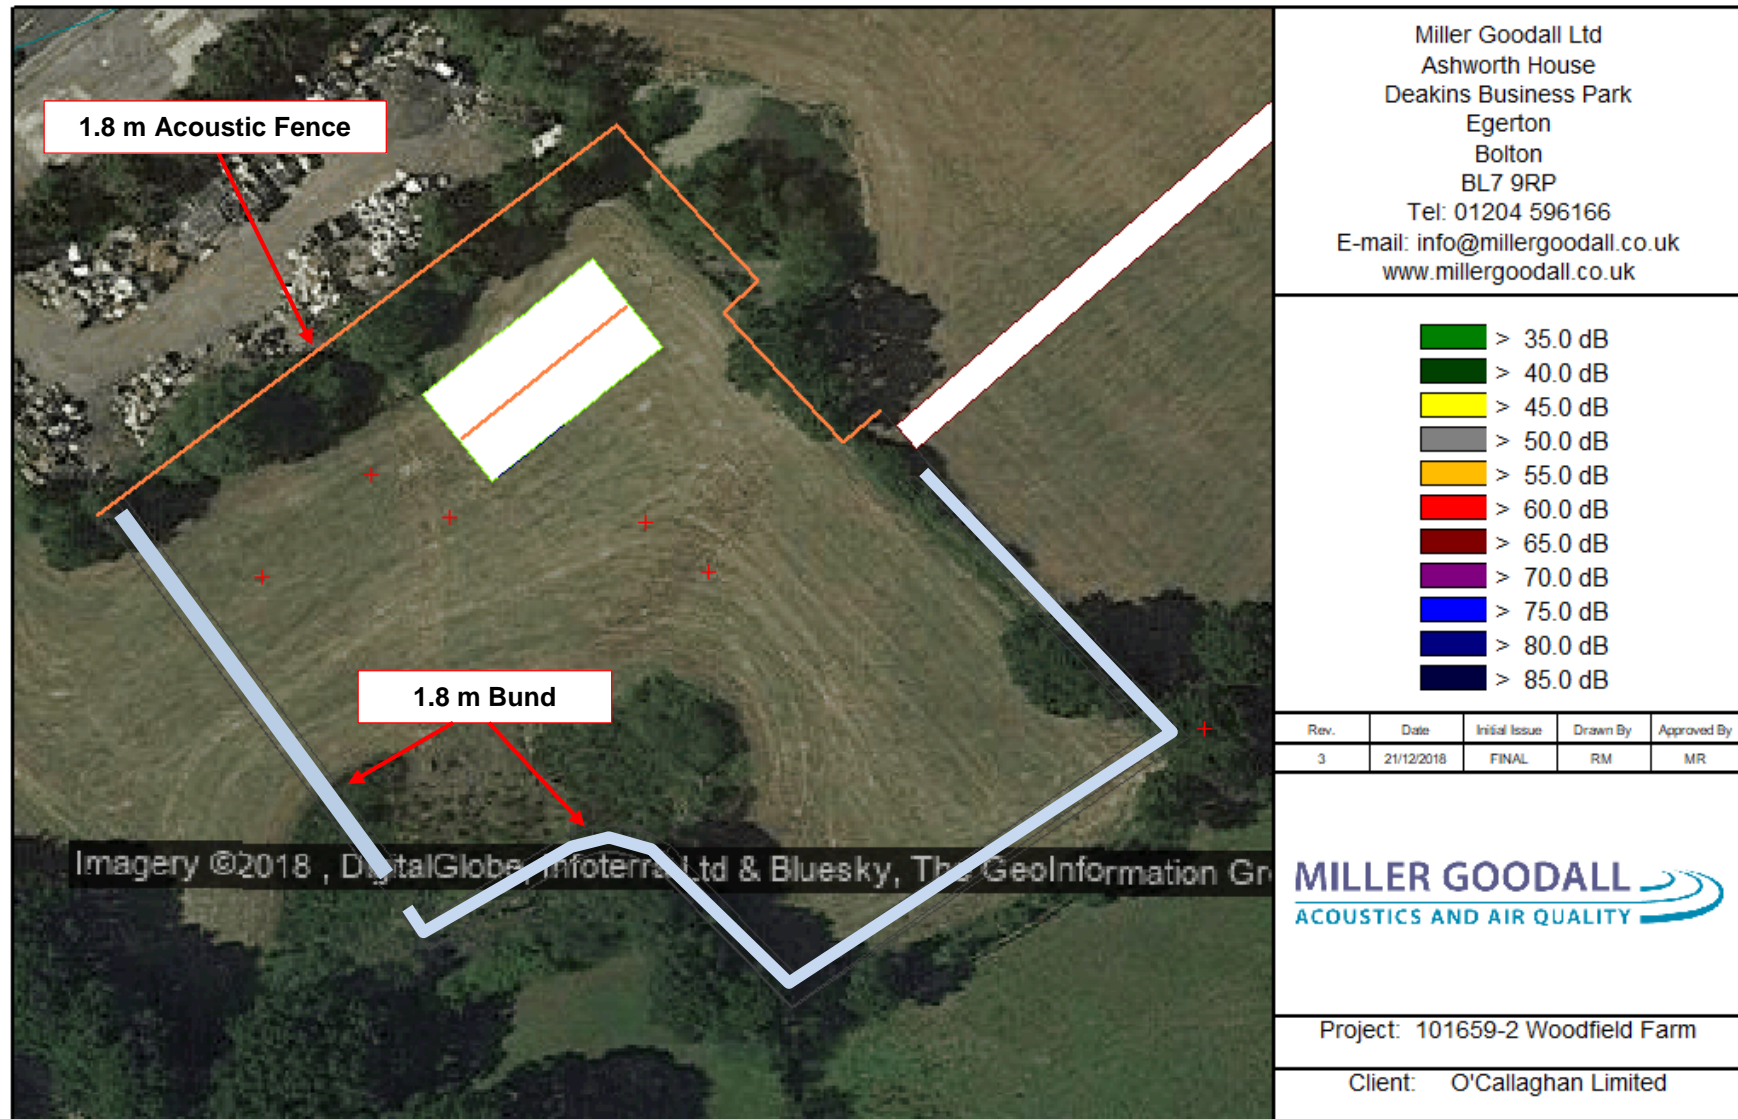 1.8 m Acoustic Fence
1.8 m Bund
Imagery ©2018 , DigitalGlobe, Infoterra Ltd & Bluesky, The GeoInformation Gr
Miller Goodall Ltd
Ashworth House
Deakins Business Park
Egerton
Bolton
BL7 9RP
Tel: 01204 596166
E-mail: info@millergoodall.co.uk
www.millergoodall.co.uk
> 35.0 dB
> 40.0 dB
> 45.0 dB
> 50.0 dB
> 55.0 dB
> 60.0 dB
> 65.0 dB
> 70.0 dB
> 75.0 dB
> 80.0 dB
> 85.0 dB
Rev. Date Initial Issue Drawn By Approved By
3 21/12/2018 FINAL RM MR
MILLER GOODALL
ACOUSTICS AND AIR QUALITY
Project: 101659-2 Woodfield Farm
Client: O'Callaghan Limited